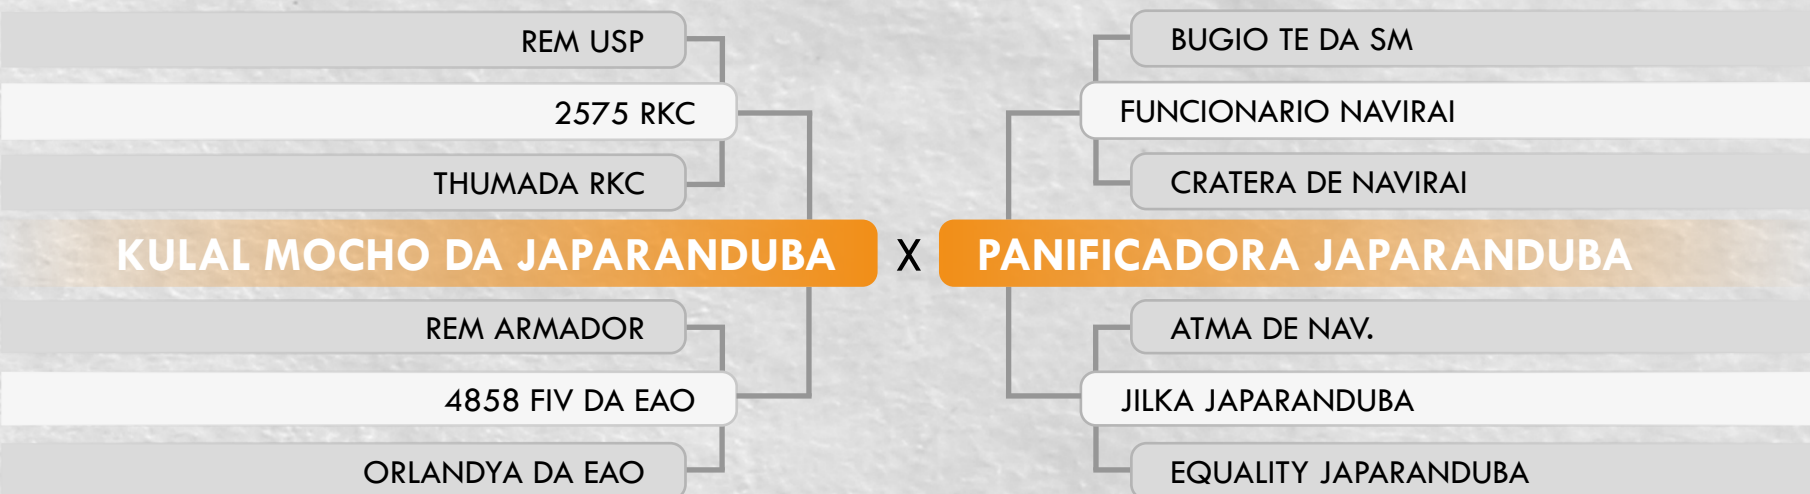 REM USP
2575 RKC
THUMADA RKC
KULAL MOCHO DA JAPARANDUBA
REM ARMADOR
4858 FIV DA EAO
ORLANDYA DA EAO
X
BUGIO TE DA SM
FUNCIONARIO NAVIRAI
CRATERA DE NAVIRAI
PANIFICADORA JAPARANDUBA
ATMA DE NAV.
JILKA JAPARANDUBA
EQUALITY JAPARANDUBA